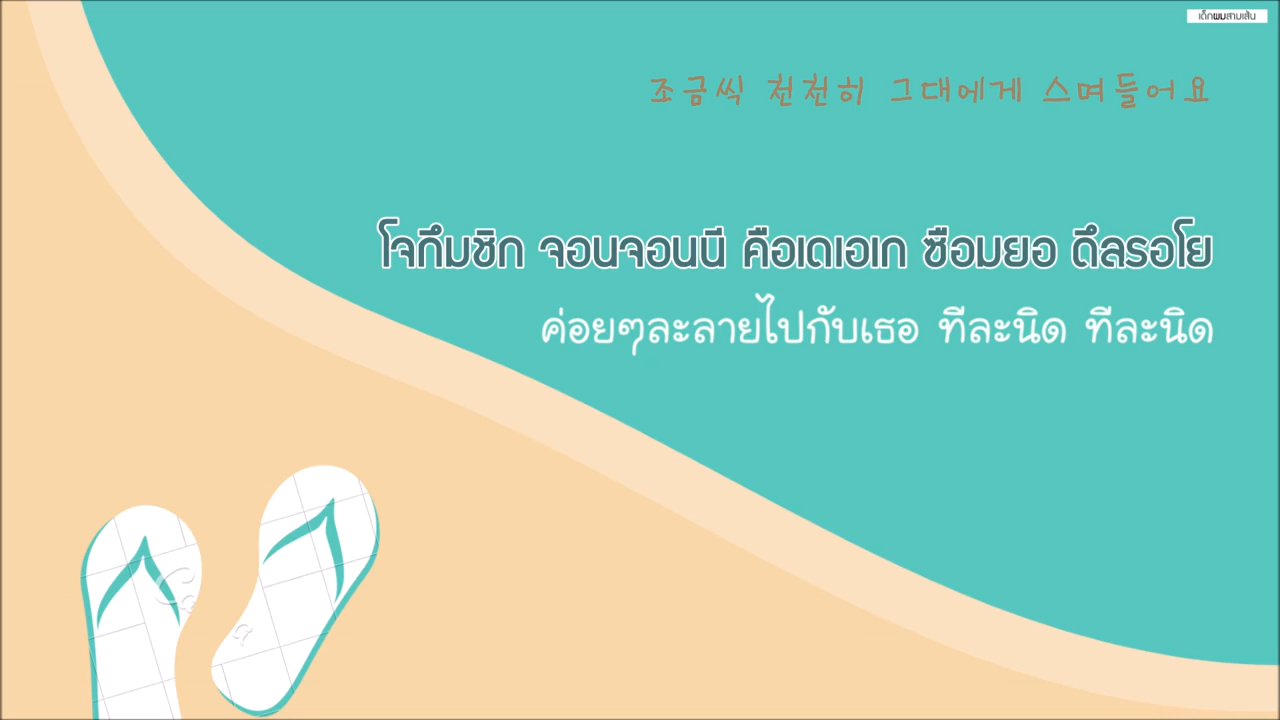 เด็กผมสามเส้น
조금씩 천천히 그대에게 스며들어요
โจกึมชิก จอนจอนนี คือเดเอเก ซือมยอ ดึลรอโย
ค่อยๆละลายไปกับเธอ ทีละนิด ทีละนิด